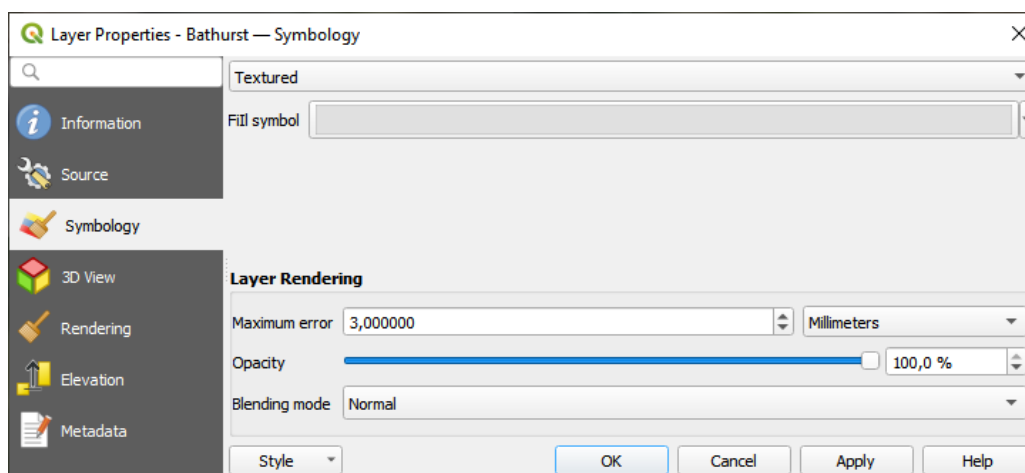 Layer Properties - Bathurst — Symbology
Textured
Information
Fill symbol
Source
Symbology
3D View
Layer Rendering
Rendering
Maximum error 3,000000 Millimeters
Opacity 100,0 %
Elevation
Blending mode Normal
Metadata
Style OK Cancel Apply Help